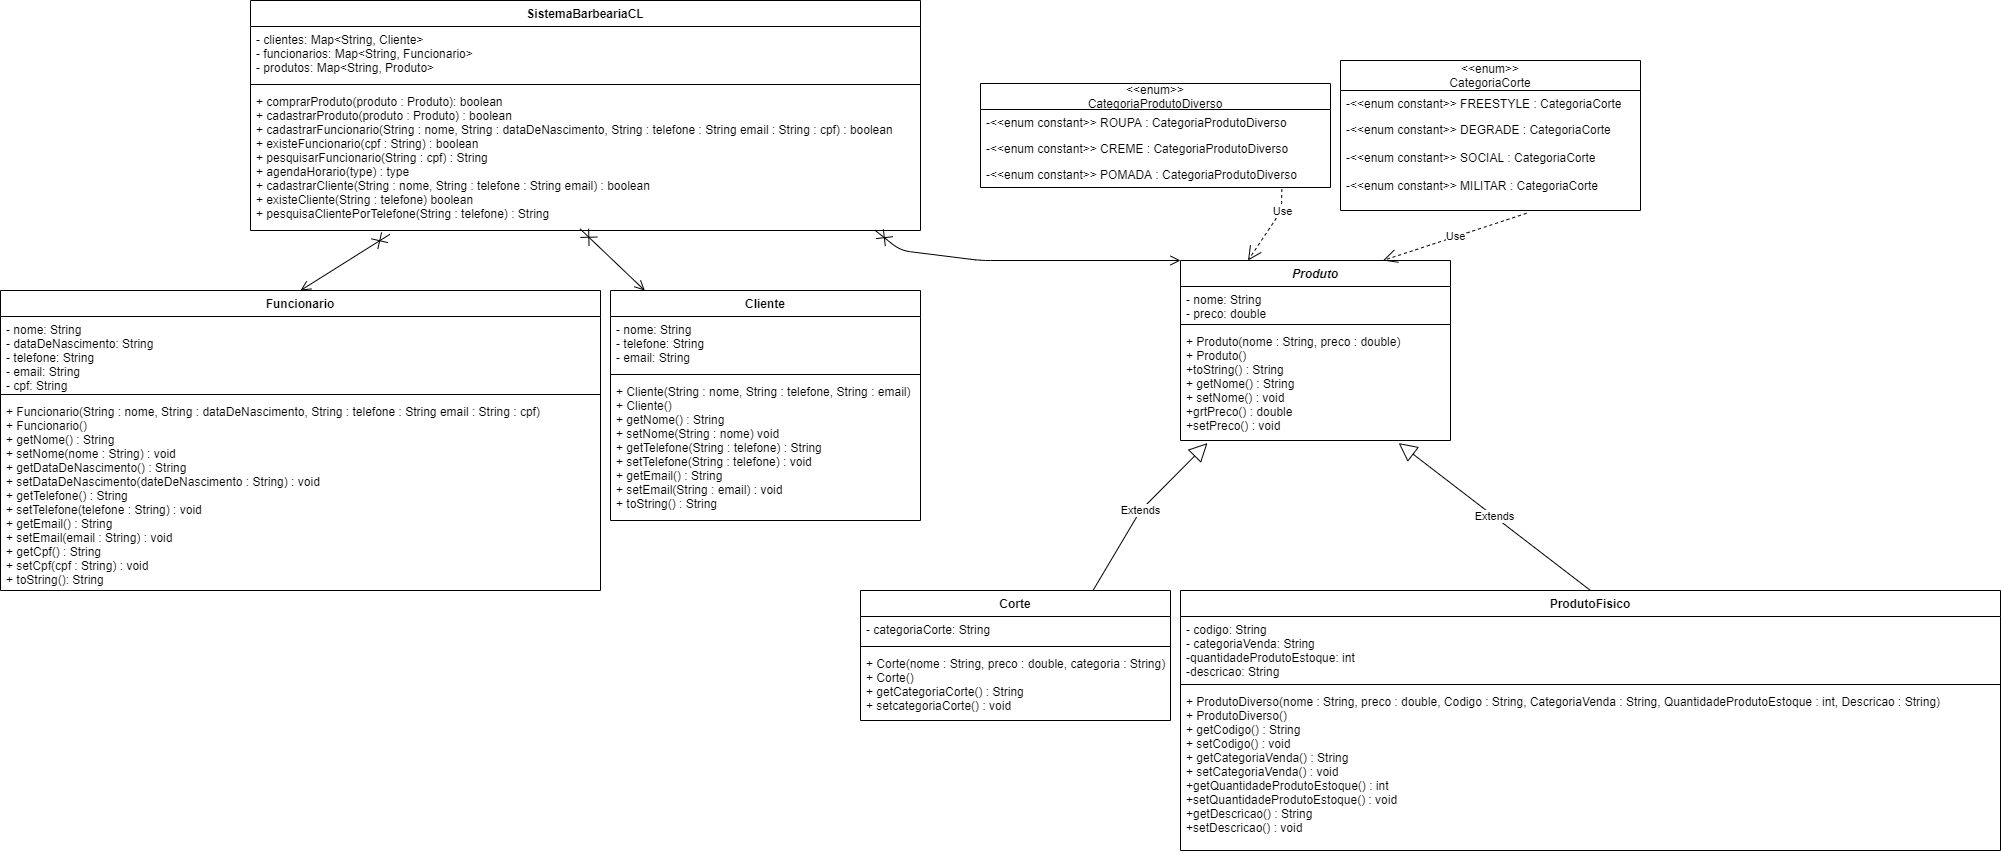 SistemaBarbeariaCL
- clientes: Map<String, Cliente>
- funcionarios: Map<String, Funcionario>
- produtos: Map<String, Produto>
+ comprarProduto(produto : Produto): boolean
+ cadastrarProduto(produto : Produto) : boolean
+ cadastrarFuncionario(String : nome, String : dataDeNascimento, String : telefone : String email : String : cpf) : boolean
+ existeFuncionario(cpf : String) : boolean
+ pesquisarFuncionario(String : cpf) : String
+ agendaHorario(type) : type
+ cadastrarCliente(String : nome, String : telefone : String email) : boolean
+ existeCliente(String : telefone) boolean
+ pesquisaClientePorTelefone(String : telefone) : String
<<enum>>
CategoriaProdutoDiverso
-<<enum constant>> ROUPA : CategoriaProdutoDiverso
-<<enum constant>> CREME : CategoriaProdutoDiverso
-<<enum constant>> POMADA : CategoriaProdutoDiverso
<<enum>>
CategoriaCorte
-<<enum constant>> FREESTYLE : CategoriaCorte
-<<enum constant>> DEGRADE : CategoriaCorte
-<<enum constant>> SOCIAL : CategoriaCorte
-<<enum constant>> MILITAR : CategoriaCorte
Use
Use
Funcionario
- nome: String
- dataDeNascimento: String
- telefone: String
- email: String
- cpf: String
+ Funcionario(String : nome, String : dataDeNascimento, String : telefone : String email : String : cpf)
+ Funcionario()
+ getNome() : String
+ setNome(nome : String) : void
+ getDataDeNascimento() : String
+ setDataDeNascimento(dateDeNascimento : String) : void
+ getTelefone() : String
+ setTelefone(telefone : String) : void
+ getEmail() : String
+ setEmail(email : String) : void
+ getCpf() : String
+ setCpf(cpf : String) : void
+ toString(): String
Cliente
- nome: String
- telefone: String
- email: String
+ Cliente(String : nome, String : telefone, String : email)
+ Cliente()
+ getNome() : String
+ setNome(String : nome) void
+ getTelefone(String : telefone) : String
+ setTelefone(String : telefone) : void
+ getEmail() : String
+ setEmail(String : email) : void
+ toString() : String
Produto
- nome: String
- preco: double
+ Produto(nome : String, preco : double)
+ Produto()
+toString() : String
+ getNome() : String
+ setNome() : void
+grtPreco() : double
+setPreco() : void
Extends
Extends
Corte
- categoriaCorte: String
+ Corte(nome : String, preco : double, categoria : String)
+ Corte()
+ getCategoriaCorte() : String
+ setcategoriaCorte() : void
ProdutoFisico
- codigo: String
- categoriaVenda: String
-quantidadeProdutoEstoque: int
-descricao: String
+ ProdutoDiverso(nome : String, preco : double, Codigo : String, CategoriaVenda : String, QuantidadeProdutoEstoque : int, Descricao : String)
+ ProdutoDiverso()
+ getCodigo() : String
+ setCodigo() : void
+ getCategoriaVenda() : String
+ setCategoriaVenda() : void
+getQuantidadeProdutoEstoque() : int
+setQuantidadeProdutoEstoque() : void
+getDescricao() : String
+setDescricao() : void